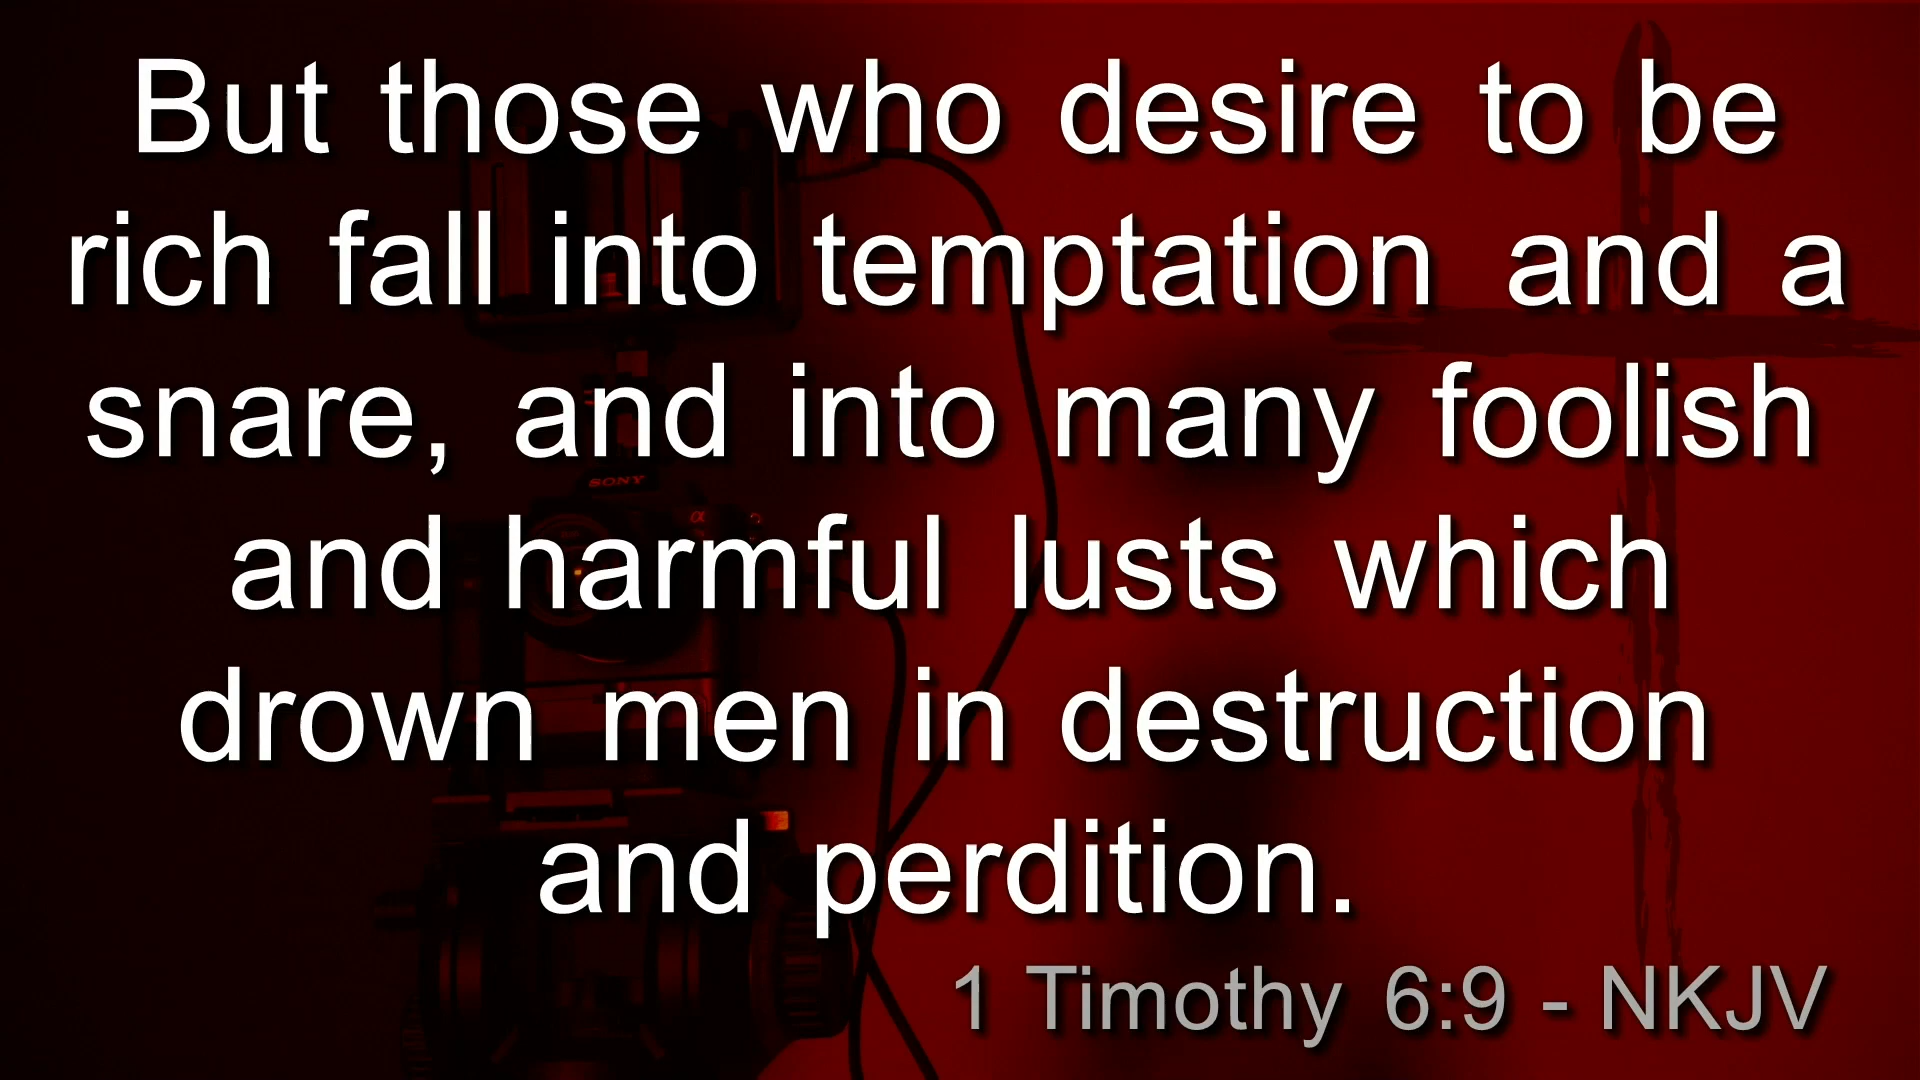 But those who desire to be
rich fall into temptation and a
snare, and into many foolish
SONY
α
and harmful lusts which
drown men in destruction
and perdition.
1 Timothy 6:9 - NKJV